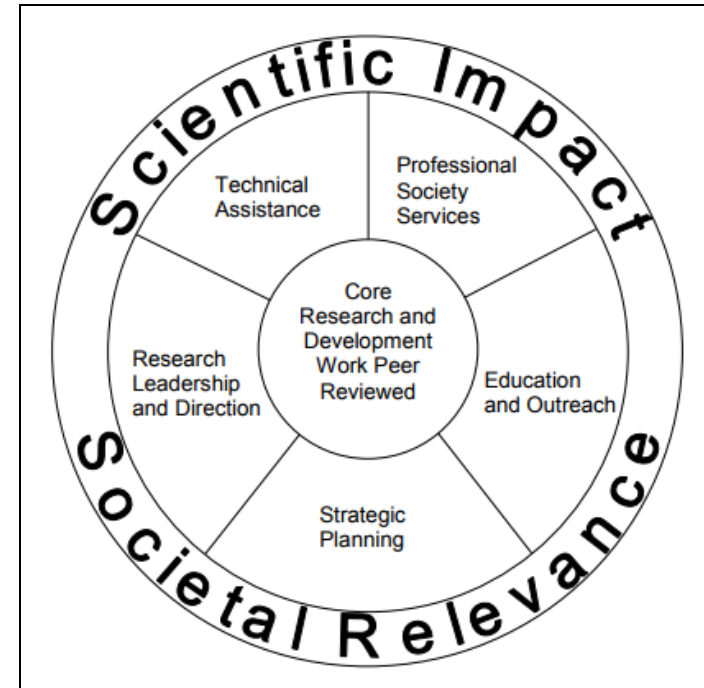 Scientific Impact
Technical
Assistance
Professional
Society
Services
Core
Research and
Development
Work Peer
Reviewed
Research
Leadership
and Direction
Education
and Outreach
Strategic
Planning
Societal Relevance